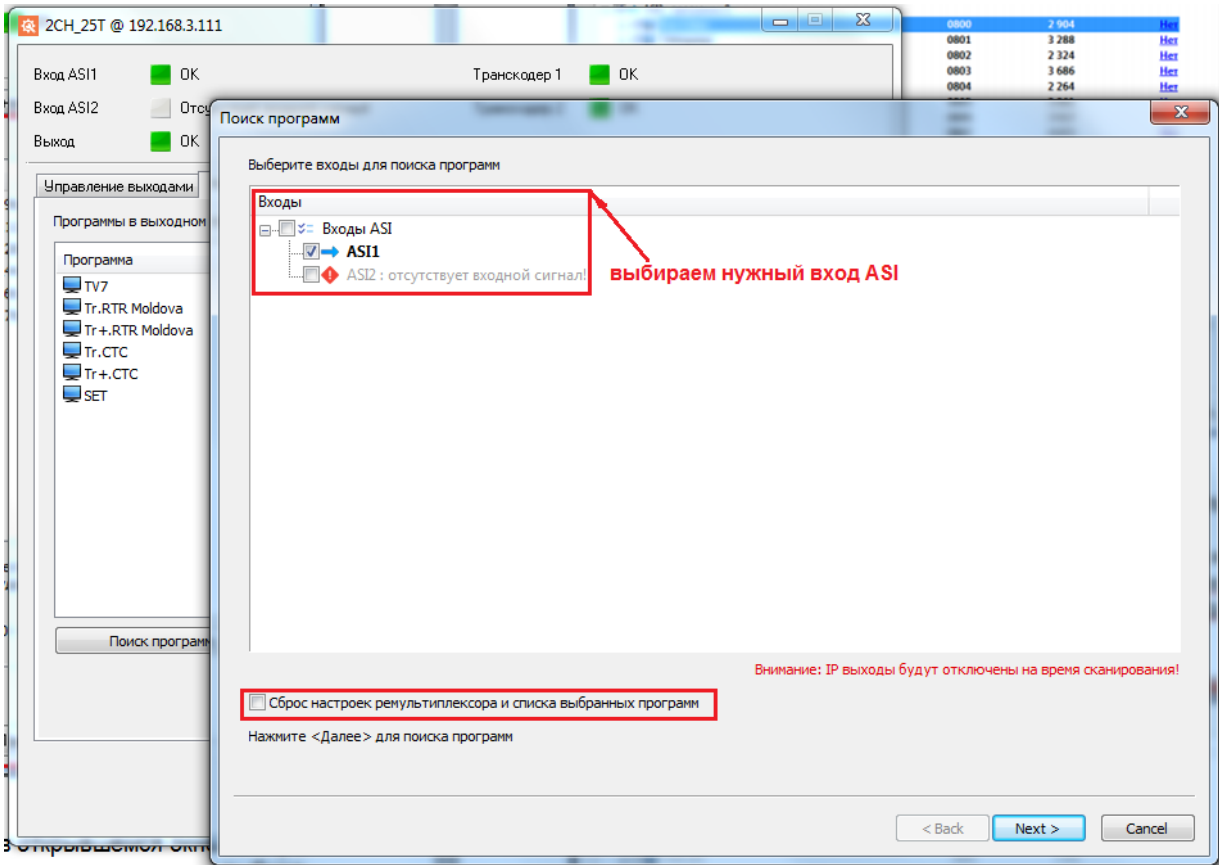 2CH_25T @ 192.168.3.111
0800 2 904 Нет
0801 3 288 Нет
0802 2 324 Нет
0803 3 686 Нет
0804 2 264 Нет
Вход ASI1 OK Транскодер 1 OK
Вход ASI2
Выход OK
Управление выходами
Программы в выходном
Программа
TV7
Tr.RTR Moldova
Tr+.RTR Moldova
Tr.СТС
Tr+.СТС
SET
Поиск программ
Поиск программ
Выберите входы для поиска программ
Входы
Входы ASI
ASI1
ASI2 : отсутствует входной сигнал!
выбираем нужный вход ASI
Внимание: IP выходы будут отключены на время сканирования!
Сброс настроек ремультиплексора и списка выбранных программ
Нажмите <Далее> для поиска программ
< Back Next > Cancel